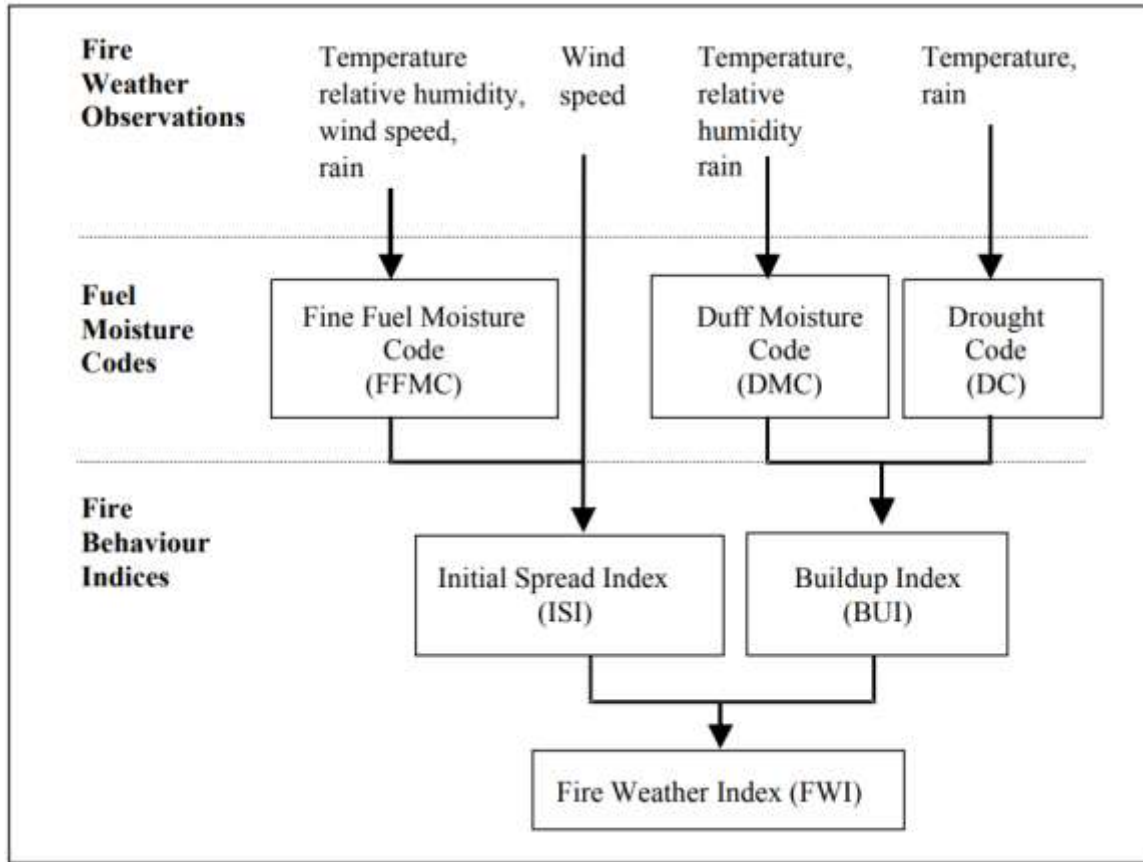 Fire
Weather
Observations
Temperature
relative humidity,
wind speed,
rain
Wind
speed
Temperature,
relative
humidity
rain
Temperature,
rain
Fuel
Moisture
Codes
Fine Fuel Moisture
Code
(FFMC)
Duff Moisture
Code
(DMC)
Drought
Code
(DC)
Fire
Behaviour
Indices
Initial Spread Index
(ISI)
Buildup Index
(BUI)
Fire Weather Index (FWI)